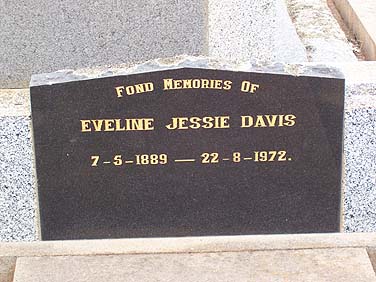 Fond Memories Of
EVELINE JESSIE DAVIS
7-5-1889 — 22-8-1972.